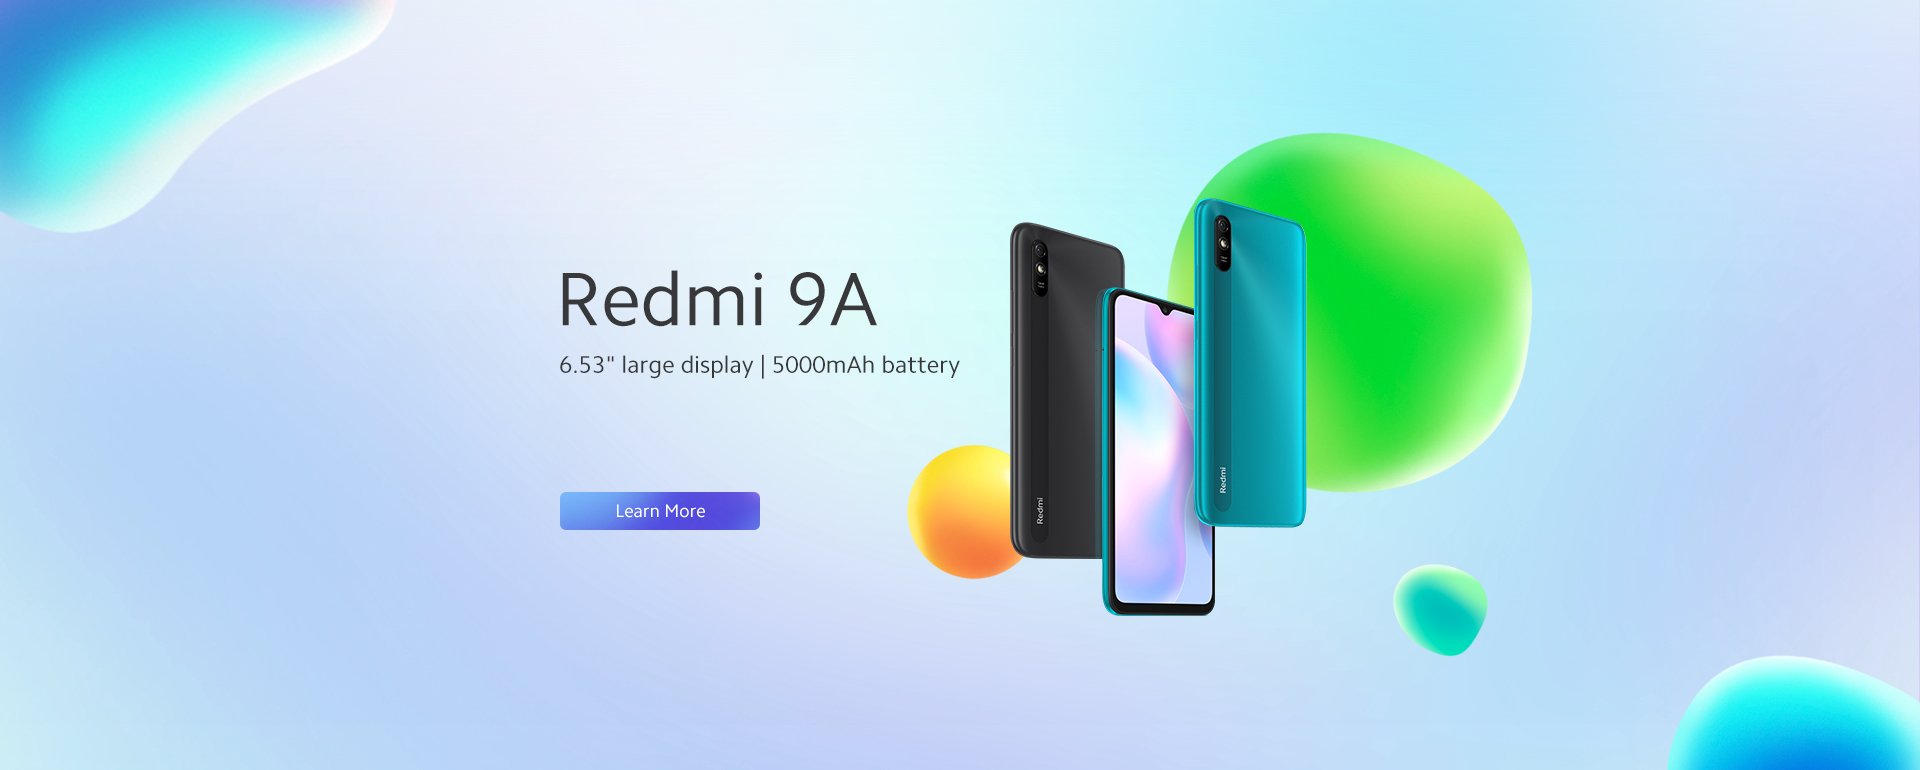 Redmi 9A
6.53" large display | 5000mAh battery
Learn More
Redmi
Redmi